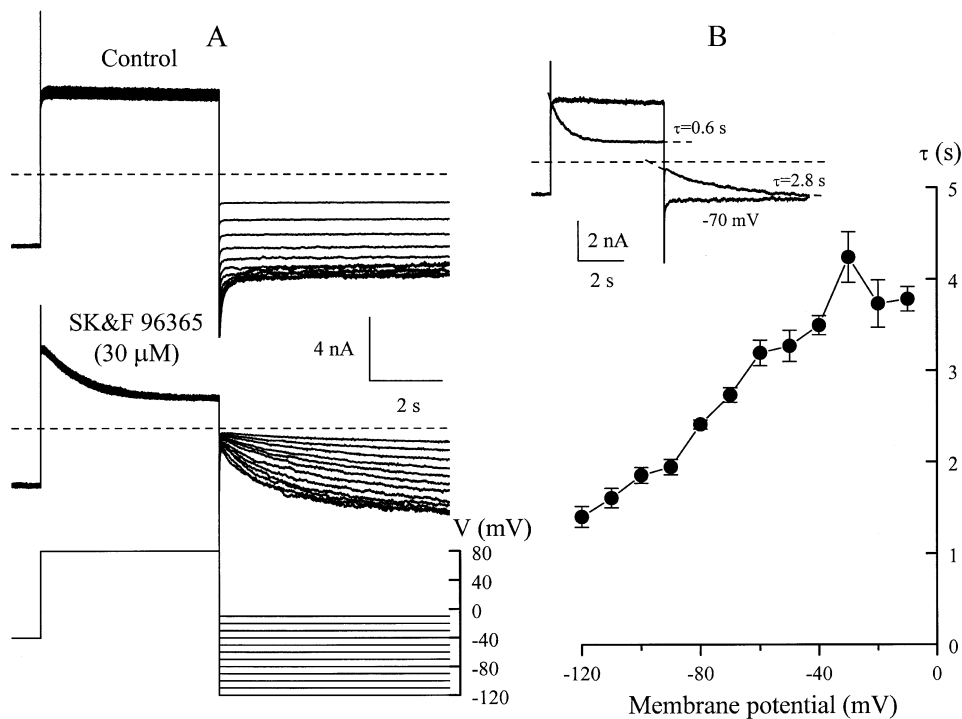 A
Control
SK&F 96365
(30 μM)
4 nA
2 s
V (mV)
80
40
0
-40
-80
-120
B
τ=0.6 s
τ=2.8 s
-70 mV
2 nA
2 s
τ (s)
5
4
3
2
1
0
-120
-80
-40
0
Membrane potential (mV)